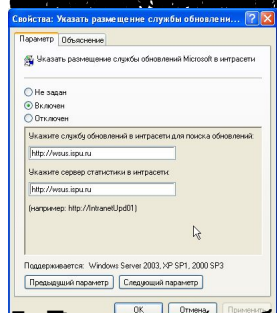 Свойства: Указать размещение службы обновлени...
Параметр Объяснение
Указать размещение службы обновлений Microsoft в интрасети
Не задан
Включен
Отключен
Укажите службу обновлений в интрасети для поиска обновлений:
http://wsus.ispu.ru
Укажите сервер статистики в интрасети:
http://wsus.ispu.ru
(например: http://IntranetUpd01)
Поддерживается: Windows Server 2003, XP SP1, 2000 SP3
Предыдущий параметр Следующий параметр
OK Отмена Применить